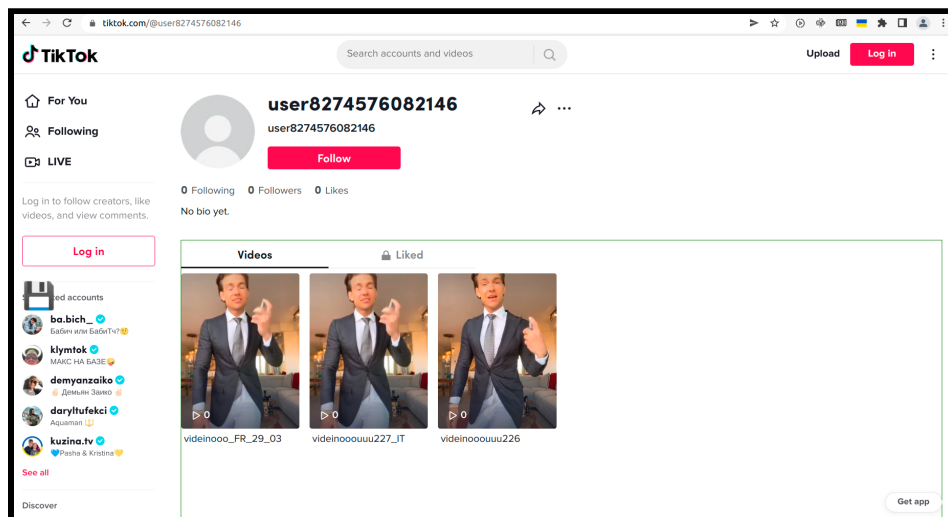 tiktok.com/@user8274576082146
TikTok
Search accounts and videos
Upload
Log in
For You
Following
LIVE
Log in to follow creators, like
videos, and view comments.
Log in
ted accounts
ba.bich_
Бабич или БабиТч?
klymtok
МАКС НА БАЗЕ
demyanzaiko
Демьян Заико
daryltufekci
Aquaman
kuzina.tv
Pasha & Kristina
See all
Discover
user8274576082146
user8274576082146
Follow
0 Following 0 Followers 0 Likes
No bio yet.
Videos
Liked
0
0
0
videinooo_FR_29_03
videinooouuu227_IT
videinooouuu226
Get app